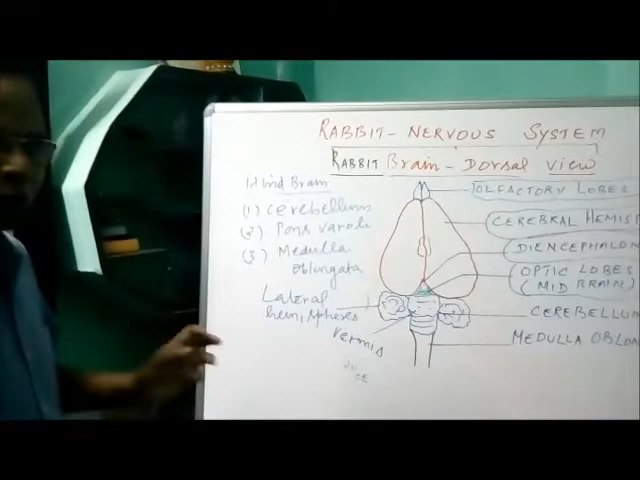 RABBIT - NERVOUS SYSTEM
RABBIT Brain - Dorsal view
Hind Brain
(1) cerebellum
(2) Pons varoli
(3) Medulla
oblongata
Lateral
hemispheres
vermis
OLFACTORY LOBES
CEREBRAL HEMISP
DIENCEPHALON
OPTIC LOBES
(MID BRAIN)
CEREBELLUM
MEDULLA OBLON